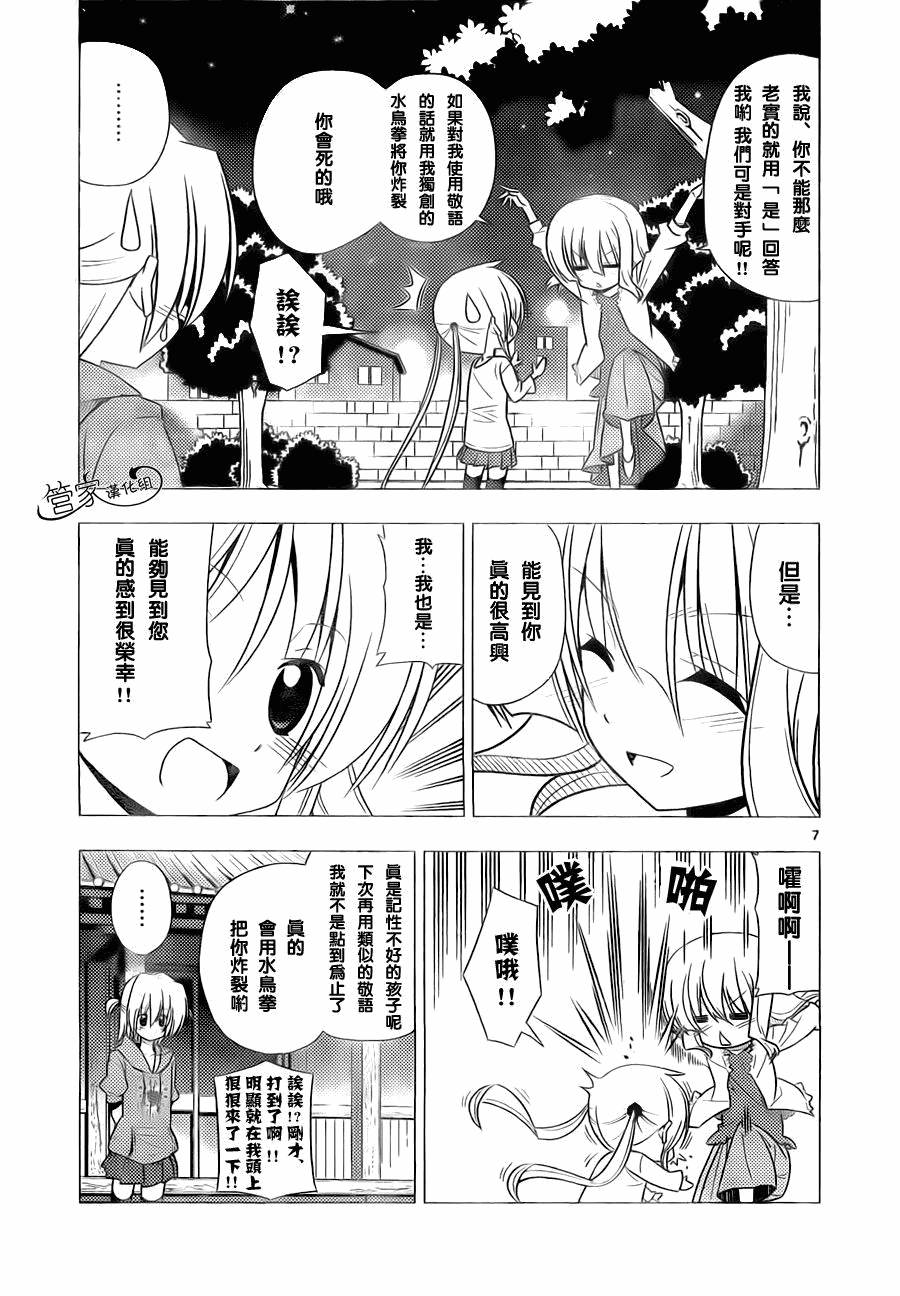 我說、你不能那麼
老實的就用「是」回答
我喲 我們可是對手呢!!
如果對我使用敬語
的話就用我獨創的
水鳥拳將你炸裂
你會死的哦
誒誒!?
………
管家漢化組
但是…
能見到你
真的很高興
我…我也是…
能夠見到您
真的感到很榮幸!!
7
嚯啊啊——
啪
噗
噗哦!!
真是記性不好的孩子呢
下次再用類似的敬語
我就不是點到為止了
真的
會用水鳥拳
把你炸裂喲
誒誒!?剛才、
打到了啊!!
明顯就在我頭上
狠狠來了一下!!
……